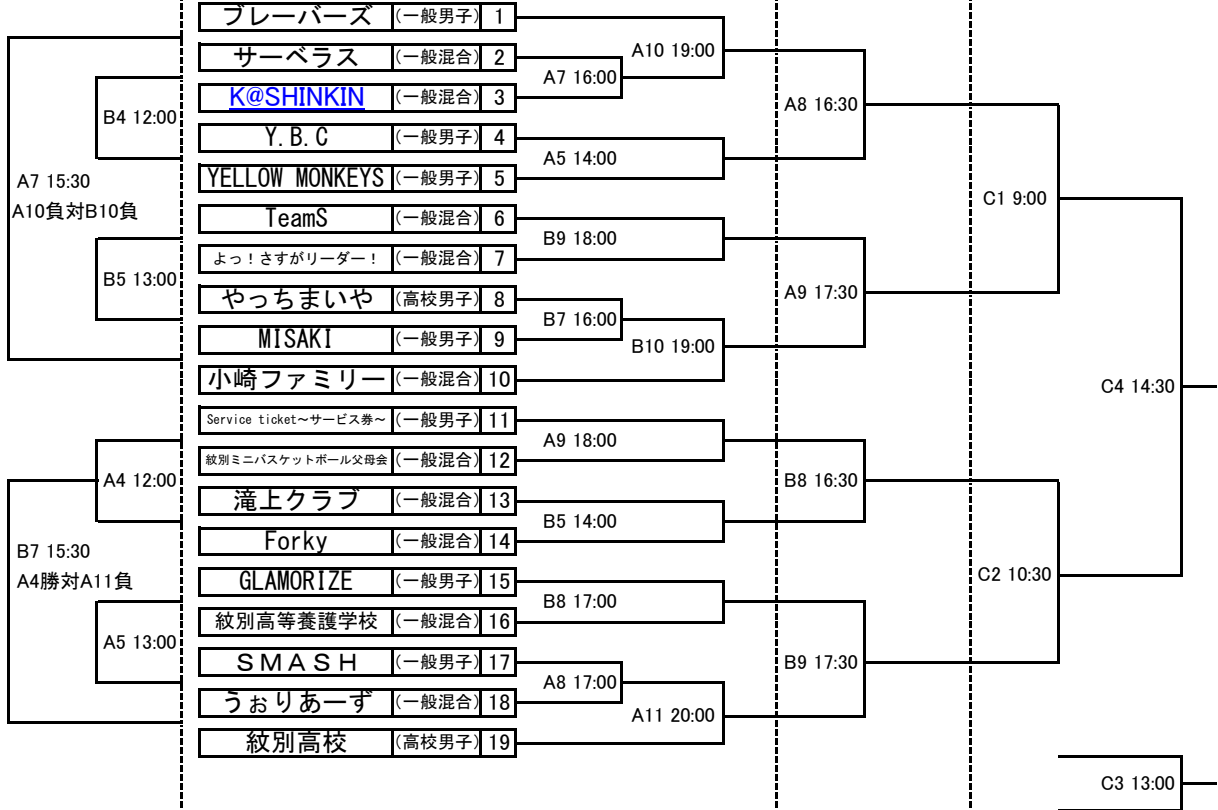 ブレーバーズ (一般男子) 1
サーベラス (一般混合) 2
K@SHINKIN (一般混合) 3
Y.B.C (一般男子) 4
YELLOW MONKEYS (一般男子) 5
TeamS (一般混合) 6
よっ!さすがリーダー! (一般混合) 7
やっちまいや (高校男子) 8
MISAKI (一般男子) 9
小崎ファミリー (一般混合) 10
Service ticket～サービス券～ (一般男子) 11
紋別ミニバスケットボール父母会 (一般混合) 12
滝上クラブ (一般混合) 13
Forky (一般混合) 14
GLAMORIZE (一般男子) 15
紋別高等養護学校 (一般混合) 16
ＳＭＡＳＨ (一般男子) 17
うぉりあーず (一般混合) 18
紋別高校 (高校男子) 19
B4 12:00
A7 15:30
A10負対B10負
B5 13:00
A4 12:00
B7 15:30
A4勝対A11負
A5 13:00
A10 19:00
A7 16:00
A5 14:00
B9 18:00
B7 16:00
B10 19:00
A9 18:00
B5 14:00
B8 17:00
A8 17:00
A11 20:00
A8 16:30
A9 17:30
B8 16:30
B9 17:30
C1 9:00
C2 10:30
C4 14:30
C3 13:00